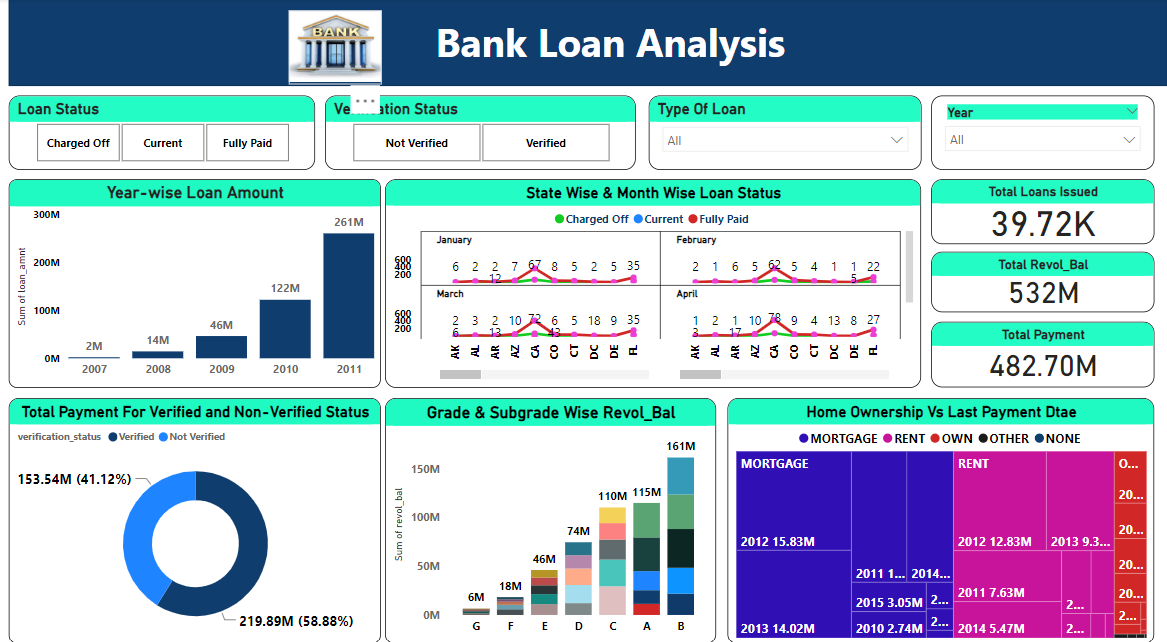 BANK
Bank Loan Analysis
Loan Status
Charged Off
Current
Fully Paid
Verification Status
Not Verified
Verified
Type Of Loan
All
Year
All
Year-wise Loan Amount
Sum of loan_amnt
300M
200M
100M
0M
2M
14M
46M
122M
261M
2007 2008 2009 2010 2011
State Wise & Month Wise Loan Status
Charged Off Current Fully Paid
January
600
400
200
6 2 2 7 67 8 5 2 5 35
12
February
2 1 6 5 62 5 4 1 1 22
5
March
600
400
200
2 3 2 10 72 6 5 18 9 35
6 13 43
April
1 2 1 10 78 9 4 13 8 27
3 17
AK AL AR AZ CA CO CT DC DE FL
AK AL AR AZ CA CO CT DC DE FL
Total Loans Issued
39.72K
Total Revol_Bal
532M
Total Payment
482.70M
Total Payment For Verified and Non-Verified Status
verification_status Verified Not Verified
153.54M (41.12%)
219.89M (58.88%)
Grade & Subgrade Wise Revol_Bal
Sum of revol_bal
150M
100M
50M
0M
6M
18M
46M
74M
110M
115M
161M
G F E D C A B
Home Ownership Vs Last Payment Dtae
MORTGAGE RENT OWN OTHER NONE
MORTGAGE
2012 15.83M
2013 14.02M
2011 1...
2014...
2015 3.05M
2...
2010 2.74M
2...
RENT
2012 12.83M
2013 9.3...
2011 7.63M
2014 5.47M
2...
2...
O...
20...
20...
20...
20...
2...